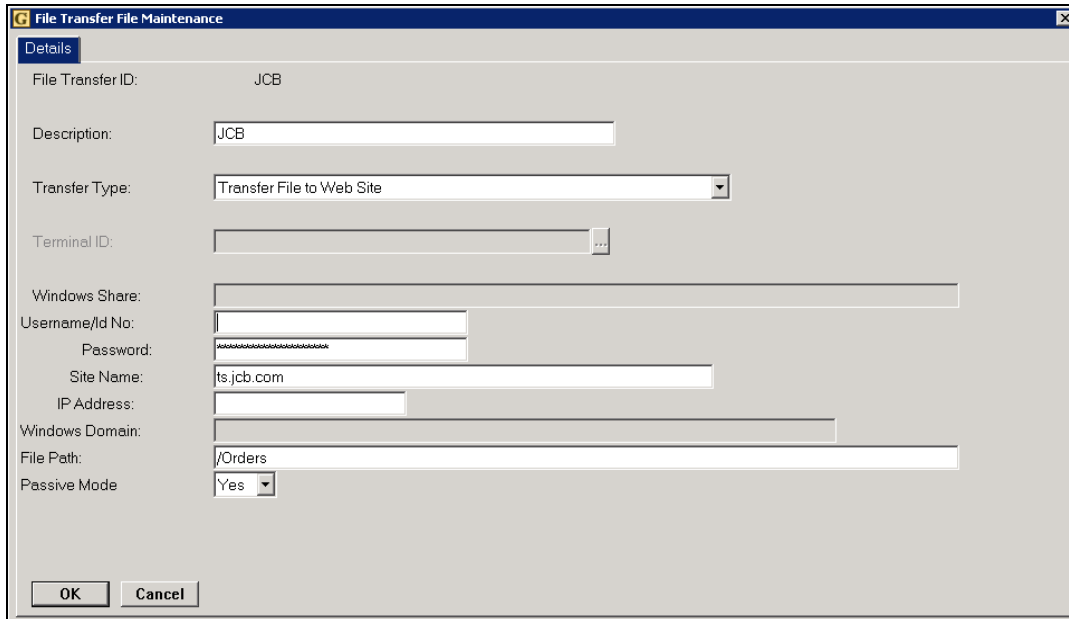 G File Transfer File Maintenance
Details
File Transfer ID: JCB
Description: JCB
Transfer Type: Transfer File to Web Site
Terminal ID: ...
Windows Share:
Username/Id No:
Password: ********************
Site Name: ts.jcb.com
IP Address:
Windows Domain:
File Path: /Orders
Passive Mode Yes
OK Cancel